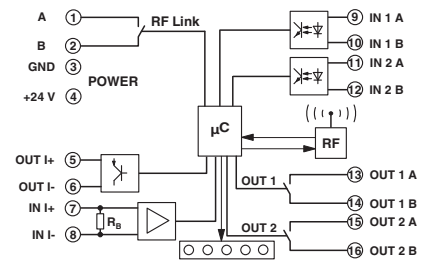 A 1 RF Link
B 2
GND 3
POWER
+24 V 4
OUT I+ 5
OUT I- 6
IN I+ 7
R_B
IN I- 8
µC
RF
9 IN 1 A
10 IN 1 B
11 IN 2 A
12 IN 2 B
OUT 1
13 OUT 1 A
14 OUT 1 B
OUT 2
15 OUT 2 A
16 OUT 2 B